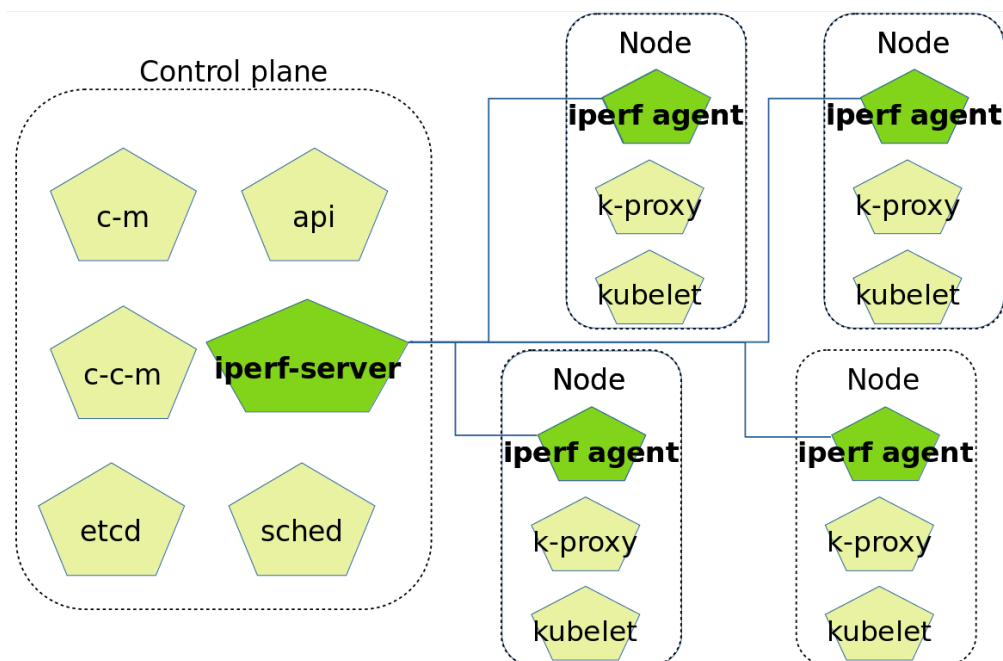 Control plane
c-m
api
c-c-m
iperf-server
etcd
sched
Node
iperf agent
k-proxy
kubelet
Node
iperf agent
k-proxy
kubelet
Node
iperf agent
k-proxy
kubelet
Node
iperf agent
k-proxy
kubelet